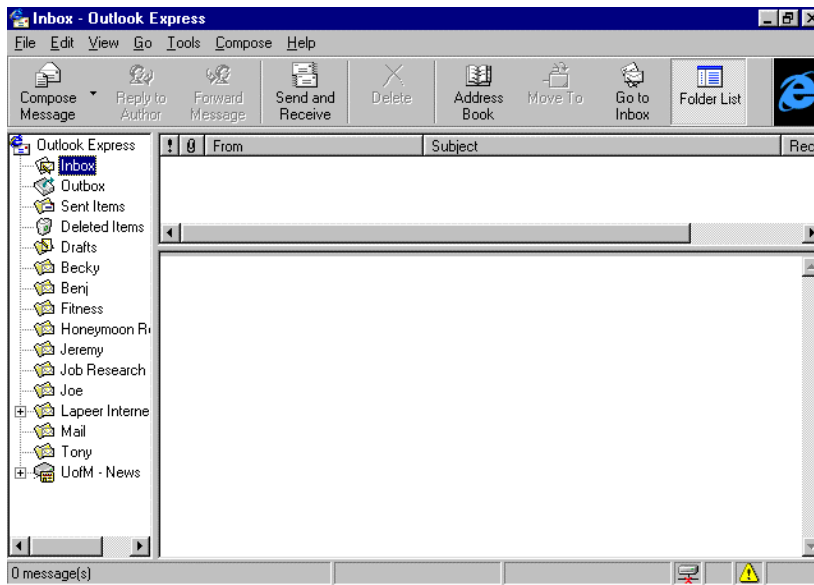 Inbox - Outlook Express
File Edit View Go Tools Compose Help
Compose Message
Reply to Author
Forward Message
Send and Receive
Delete
Address Book
Move To
Go to Inbox
Folder List
Outlook Express
! From Subject Rec
Inbox
Outbox
Sent Items
Deleted Items
Drafts
Becky
Benj
Fitness
Honeymoon R
Jeremy
Job Research
Joe
Lapeer Interne
Mail
Tony
UofM - News
0 message(s)